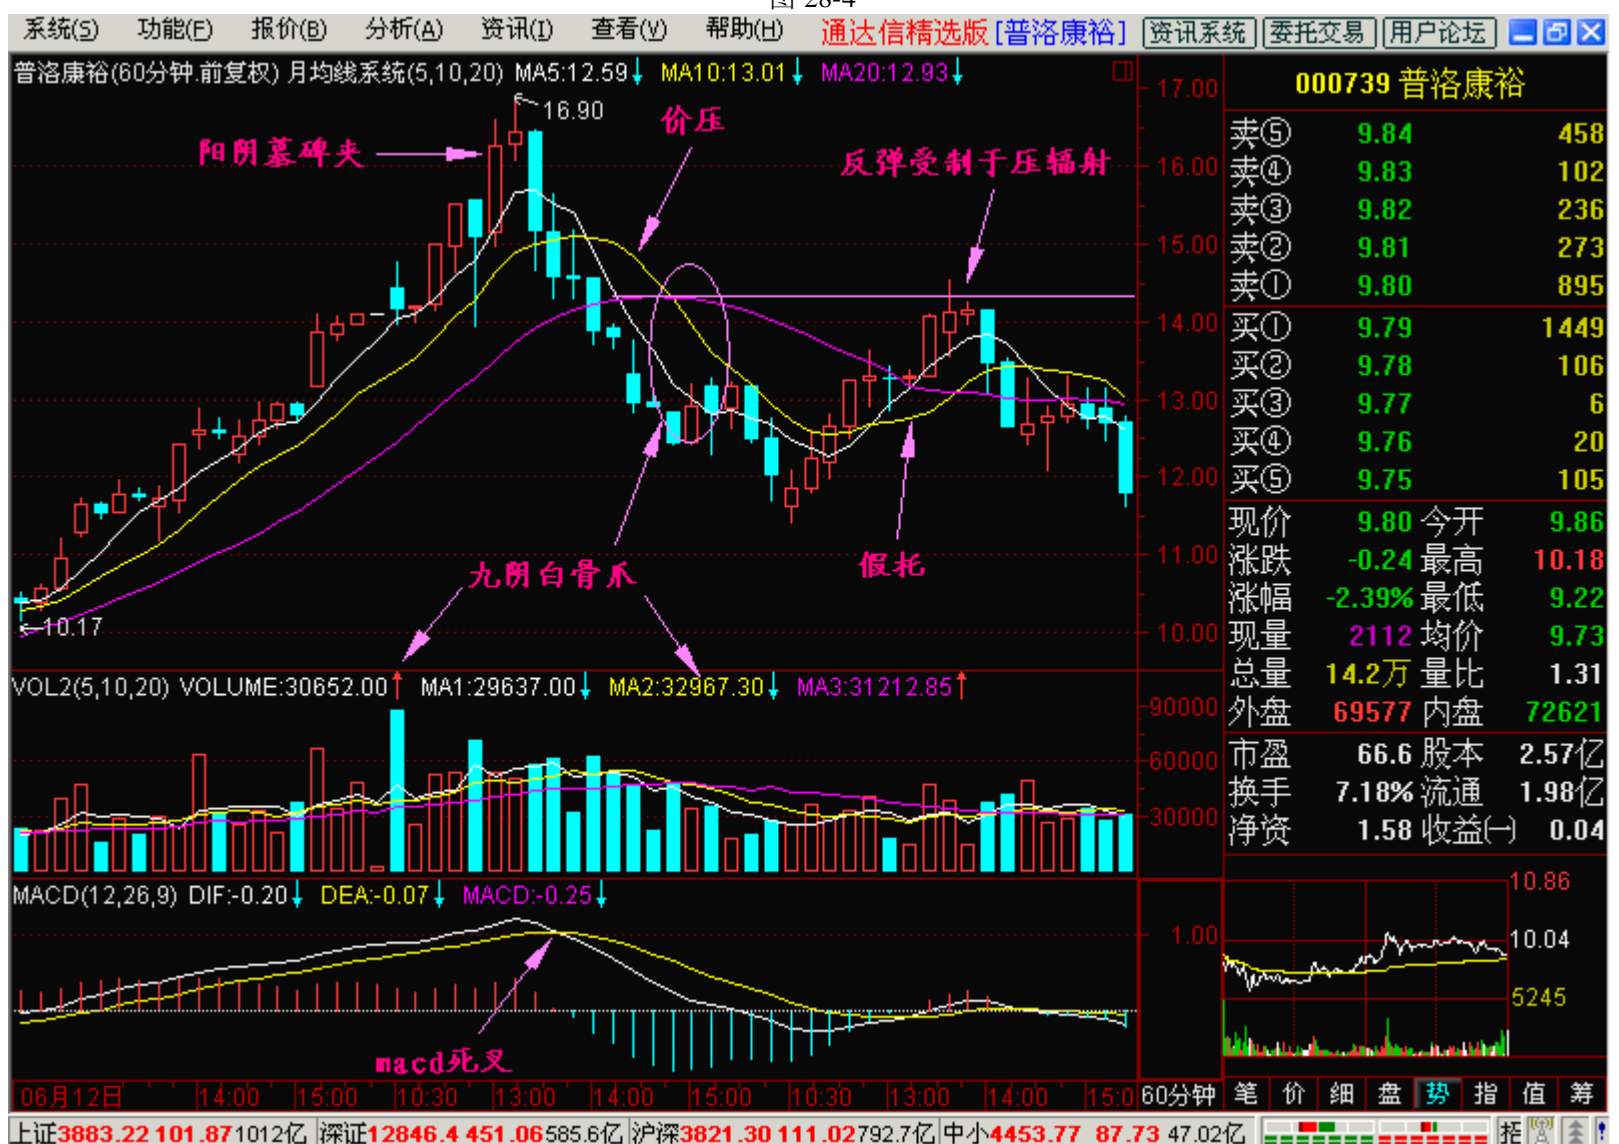 图 28-4
系统(S) 功能(F) 报价(B) 分析(A) 资讯(I) 查看(V) 帮助(H) 通达信精选版 [普洛康裕] 资讯系统 委托交易 用户论坛
普洛康裕(60分钟.前复权) 月均线系统(5,10,20) MA5:12.59↓ MA10:13.01↓ MA20:12.93↓
16.90
阳阴墓碑夹
价压
反弹受制于压辐射
九阴白骨爪
假托
10.17
17.00
16.00
15.00
14.00
13.00
12.00
11.00
10.00
VOL2(5,10,20) VOLUME:30652.00↑ MA1:29637.00↓ MA2:32967.30↓ MA3:31212.85↑
90000
60000
30000
MACD(12,26,9) DIF:-0.20↓ DEA:-0.07↓ MACD:-0.25↓
1.00
macd死叉
06月12日 14:00 15:00 10:30 13:00 14:00 15:00 10:30 13:00 14:00 15:0 60分钟
000739 普洛康裕
卖⑤ 9.84 458
卖④ 9.83 102
卖③ 9.82 236
卖② 9.81 273
卖① 9.80 895
买① 9.79 1449
买② 9.78 106
买③ 9.77 6
买④ 9.76 20
买⑤ 9.75 105
现价 9.80 今开 9.86
涨跌 -0.24 最高 10.18
涨幅 -2.39% 最低 9.22
现量 2112 均价 9.73
总量 14.2万 量比 1.31
外盘 69577 内盘 72621
市盈 66.6 股本 2.57亿
换手 7.18% 流通 1.98亿
净资 1.58 收益(一) 0.04
10.86
10.04
5245
笔 价 细 盘 势 指 值 筹
上证3883.22 101.87 1012亿 深证12846.4 451.06 585.6亿 沪深3821.30 111.02 792.7亿 中小4453.77 87.73 47.02亿